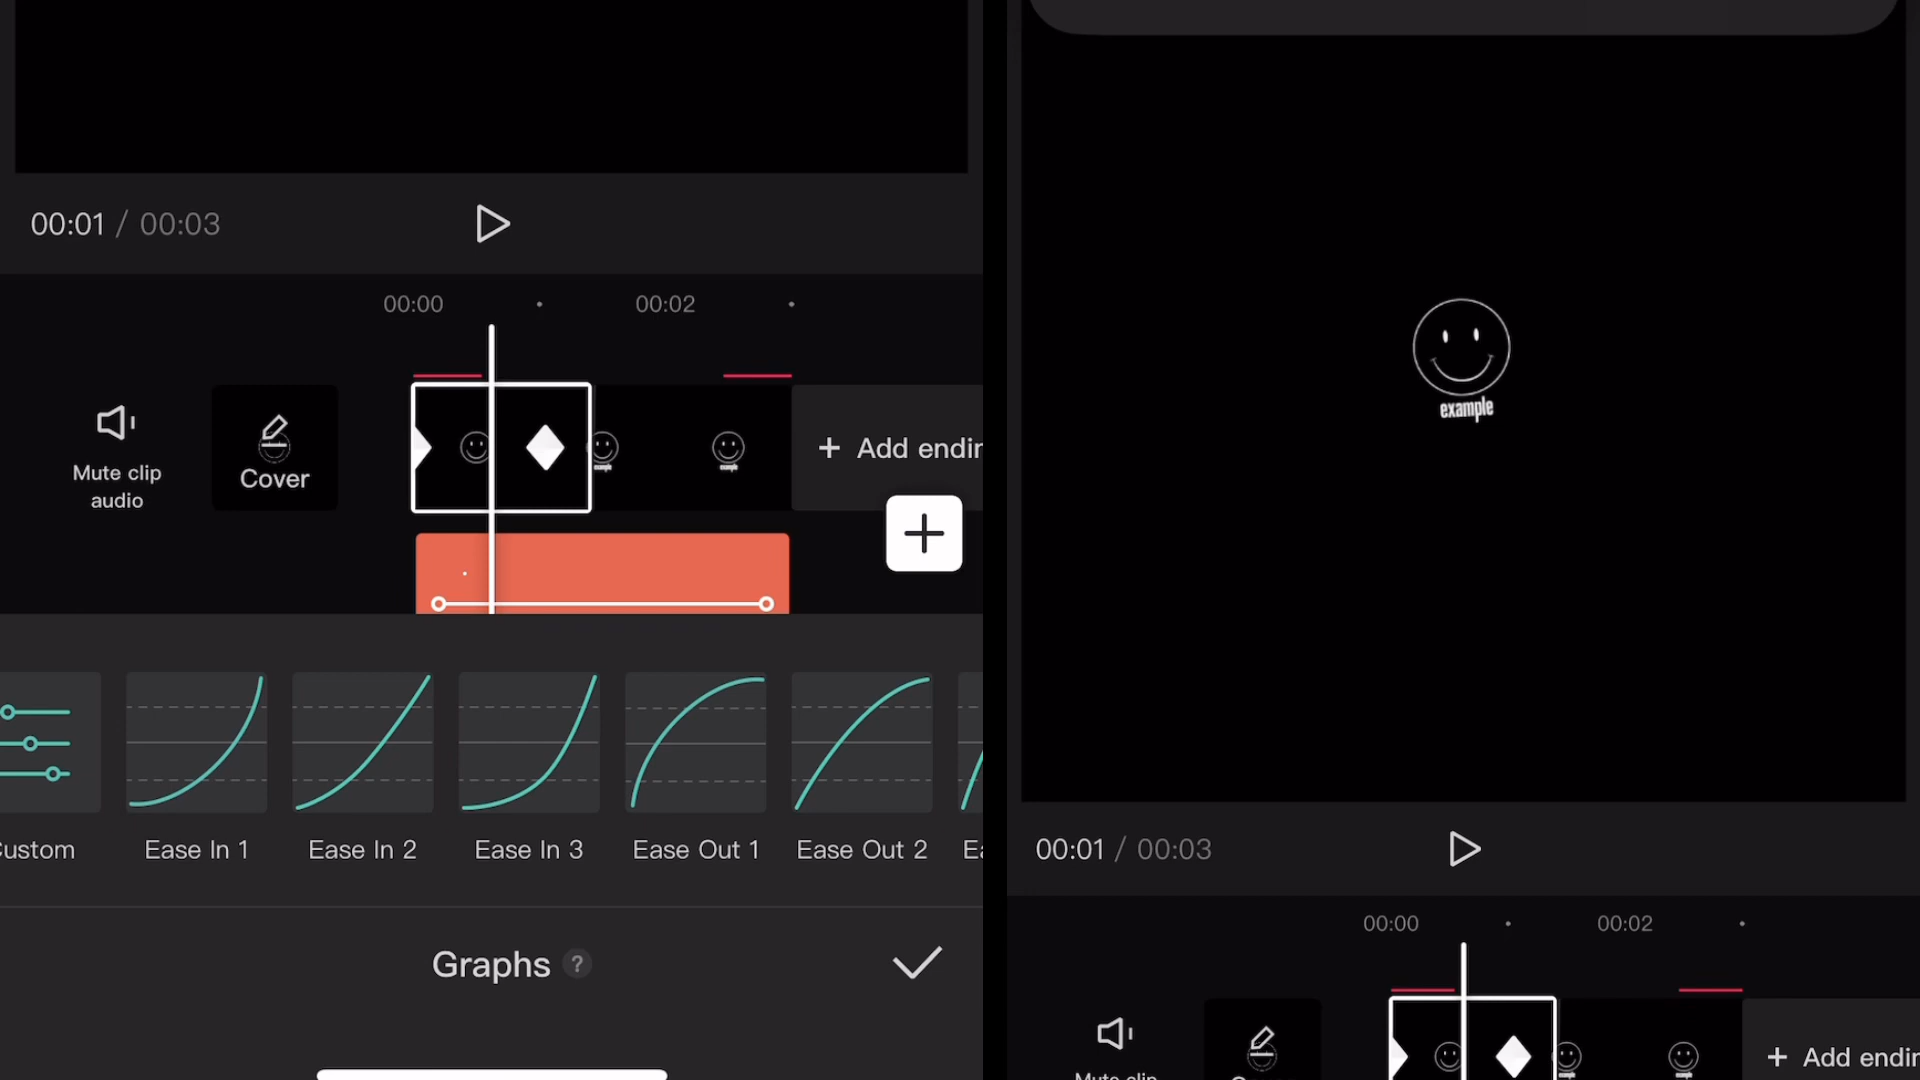 00:01 / 00:03
00:00 · 00:02 ·
Mute clip
audio
Cover
+ Add endin
ustom
Ease In 1
Ease In 2
Ease In 3
Ease Out 1
Ease Out 2
Ea
Graphs ?
example
00:01 / 00:03
00:00 · 00:02 ·
Mute clip
+ Add endin